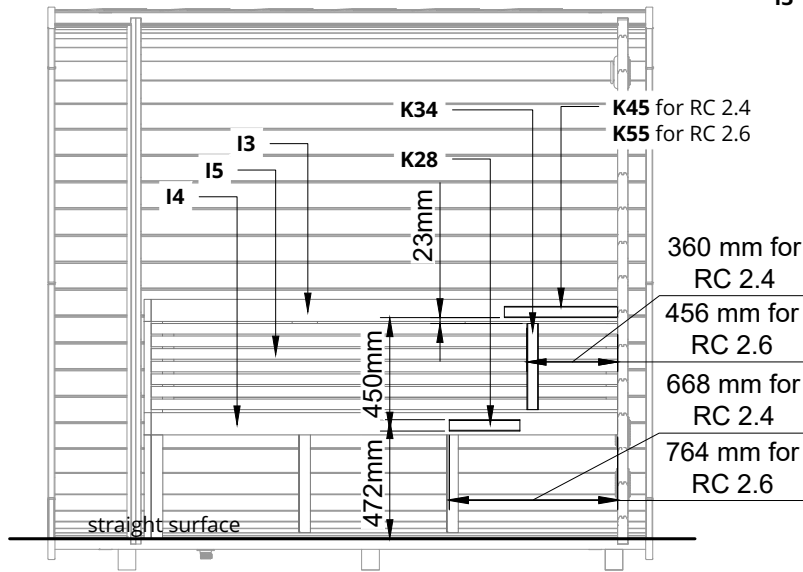 K34
K45 for RC 2.4
K55 for RC 2.6
I3
K28
I5
I4
23mm
360 mm for
RC 2.4
456 mm for
RC 2.6
450mm
668 mm for
RC 2.4
764 mm for
RC 2.6
472mm
straight surface